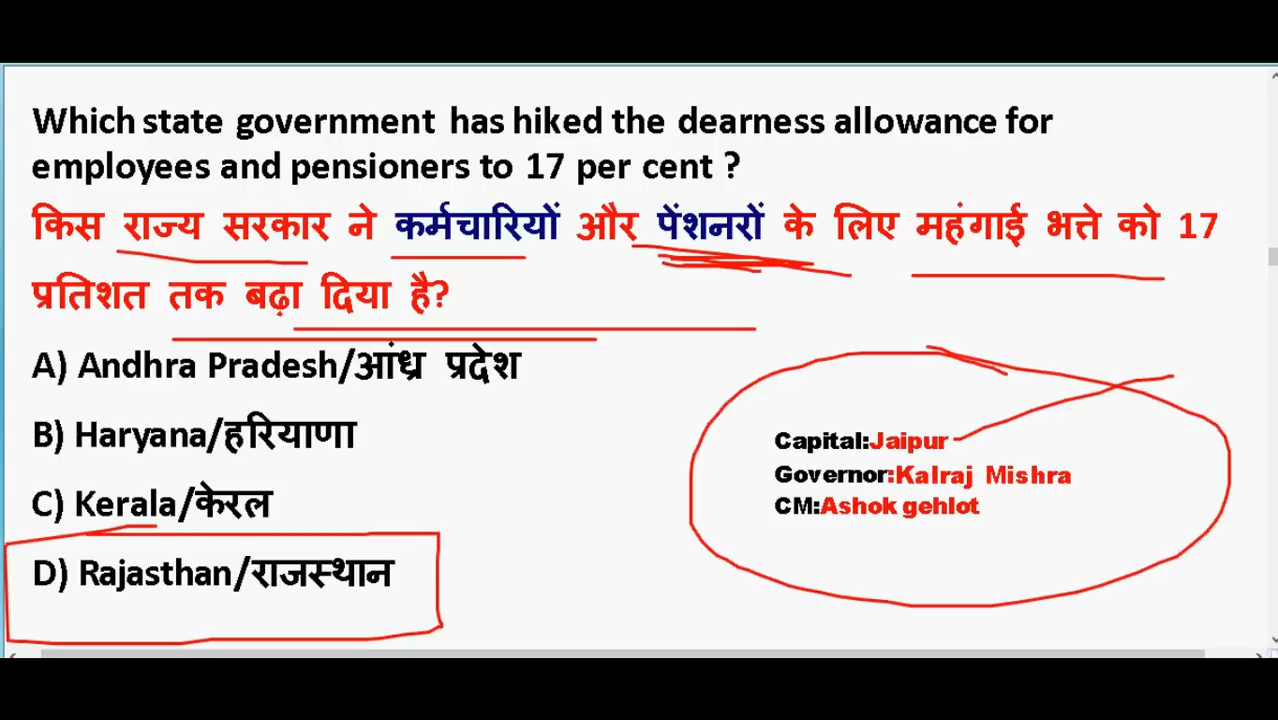 Which state government has hiked the dearness allowance for
employees and pensioners to 17 per cent ?
किस राज्य सरकार ने कर्मचारियों और पेंशनरों के लिए महंगाई भत्ते को 17
प्रतिशत तक बढ़ा दिया है?
A) Andhra Pradesh/आंध्र प्रदेश
B) Haryana/हरियाणा
C) Kerala/केरल
D) Rajasthan/राजस्थान
Capital:Jaipur
Governor:Kalraj Mishra
CM:Ashok gehlot